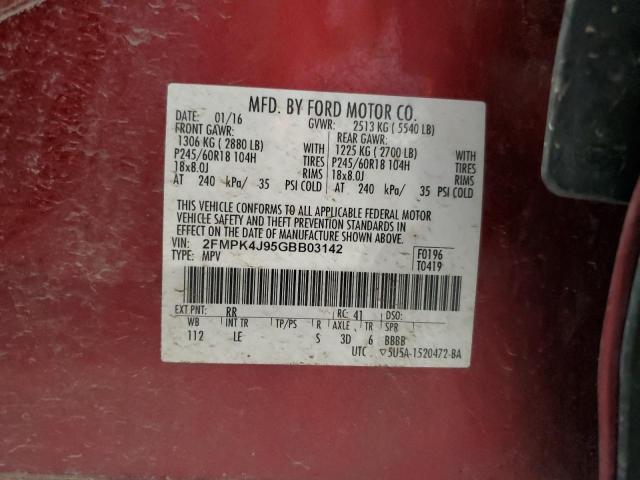 MFD. BY FORD MOTOR CO.
DATE: 01/16 GVWR: 2513 KG ( 5540 LB)
FRONT GAWR: REAR GAWR:
1306 KG ( 2880 LB) WITH 1225 KG ( 2700 LB) WITH
P245/60R18 104H TIRES P245/60R18 104H TIRES
18x8.0J RIMS 18x8.0J RIMS
AT 240 kPa/ 35 PSI COLD AT 240 kPa/ 35 PSI COLD
THIS VEHICLE CONFORMS TO ALL APPLICABLE FEDERAL MOTOR
VEHICLE SAFETY AND THEFT PREVENTION STANDARDS IN
EFFECT ON THE DATE OF MANUFACTURE SHOWN ABOVE.
VIN: 2FMPK4J95GBB03142 F0196
TYPE: MPV T0419
EXT PNT: RR RC: 41 DSO:
WB INT TR TP/PS R AXLE TR SPR
112 LE S 3D 6 BBBB
UTC ▽5U5A-1520472-BA